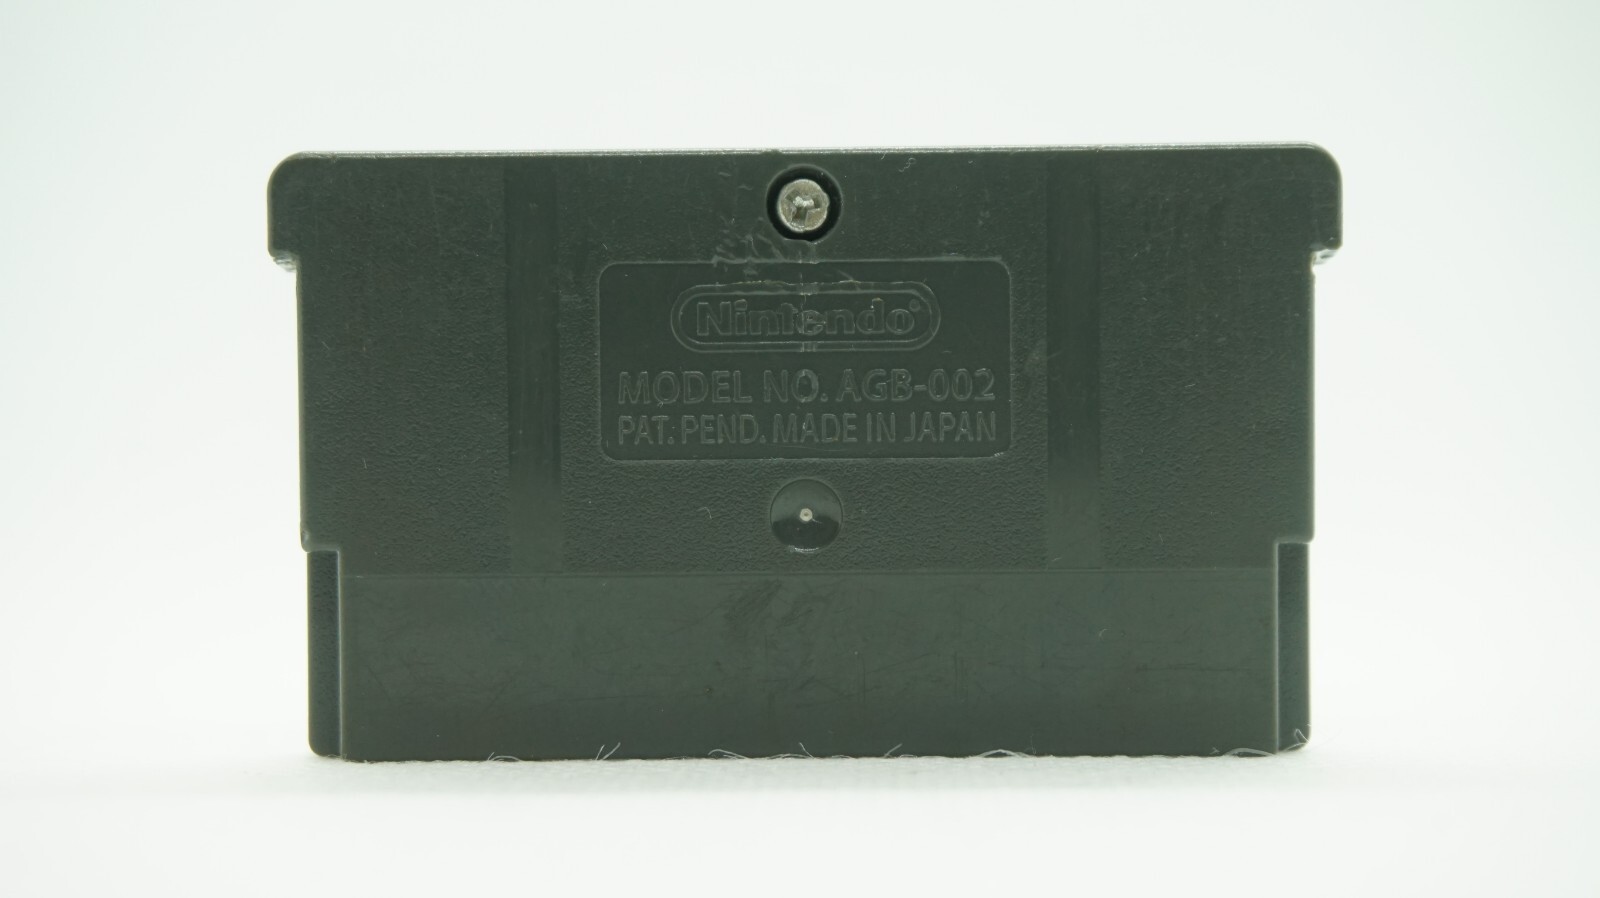 Nintendo®
MODEL NO. AGB-002
PAT. PEND. MADE IN JAPAN